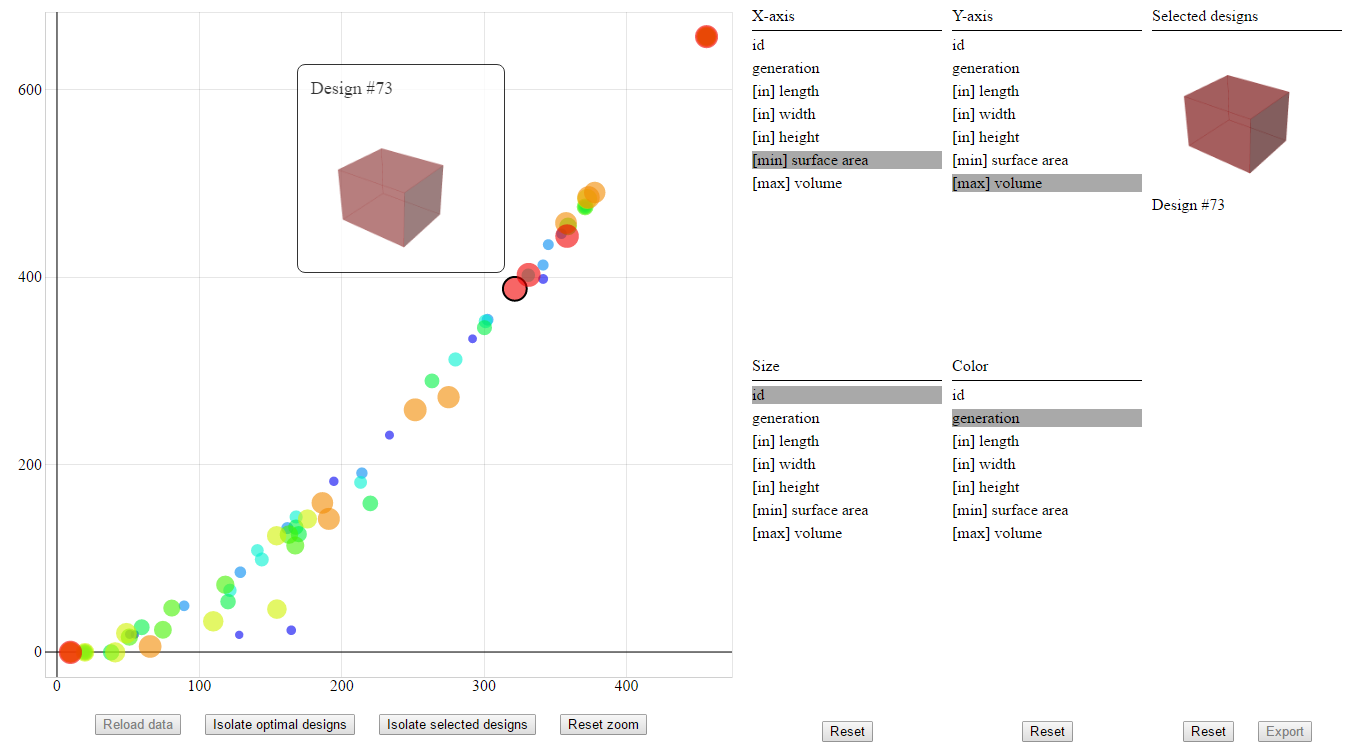 X-axis
id
generation
[in] length
[in] width
[in] height
[min] surface area
[max] volume
Y-axis
id
generation
[in] length
[in] width
[in] height
[min] surface area
[max] volume
Selected designs
Design #73
Design #73
600
400
200
0
0 100 200 300 400
Size
id
generation
[in] length
[in] width
[in] height
[min] surface area
[max] volume
Color
id
generation
[in] length
[in] width
[in] height
[min] surface area
[max] volume
Reload data Isolate optimal designs Isolate selected designs Reset zoom
Reset Reset Reset Export